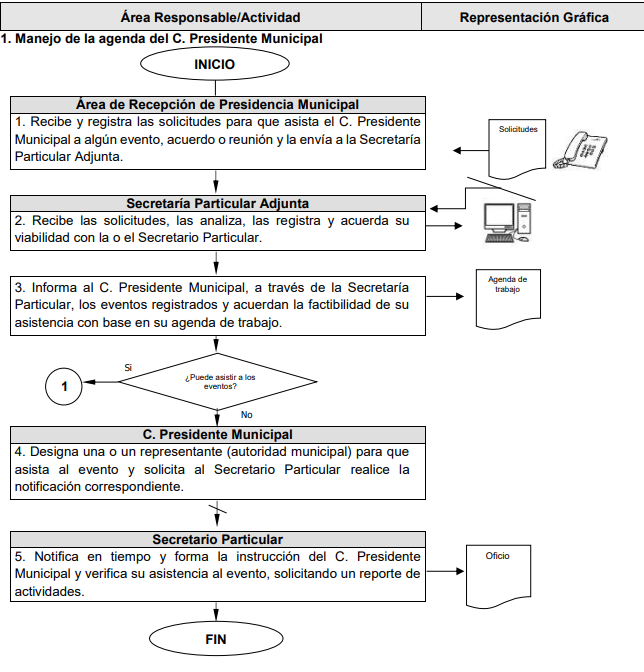 Área Responsable/Actividad
Representación Gráfica
1. Manejo de la agenda del C. Presidente Municipal
INICIO
Área de Recepción de Presidencia Municipal
1. Recibe y registra las solicitudes para que asista el C. Presidente
Municipal a algún evento, acuerdo o reunión y la envía a la Secretaría
Particular Adjunta.
Solicitudes
Secretaría Particular Adjunta
2. Recibe las solicitudes, las analiza, las registra y acuerda su
viabilidad con la o el Secretario Particular.
3. Informa al C. Presidente Municipal, a través de la Secretaría
Particular, los eventos registrados y acuerdan la factibilidad de su
asistencia con base en su agenda de trabajo.
Agenda de
trabajo
Si
1
¿Puede asistir a los
eventos?
No
C. Presidente Municipal
4. Designa una o un representante (autoridad municipal) para que
asista al evento y solicita al Secretario Particular realice la
notificación correspondiente.
Secretario Particular
5. Notifica en tiempo y forma la instrucción del C. Presidente
Municipal y verifica su asistencia al evento, solicitando un reporte de
actividades.
Oficio
FIN